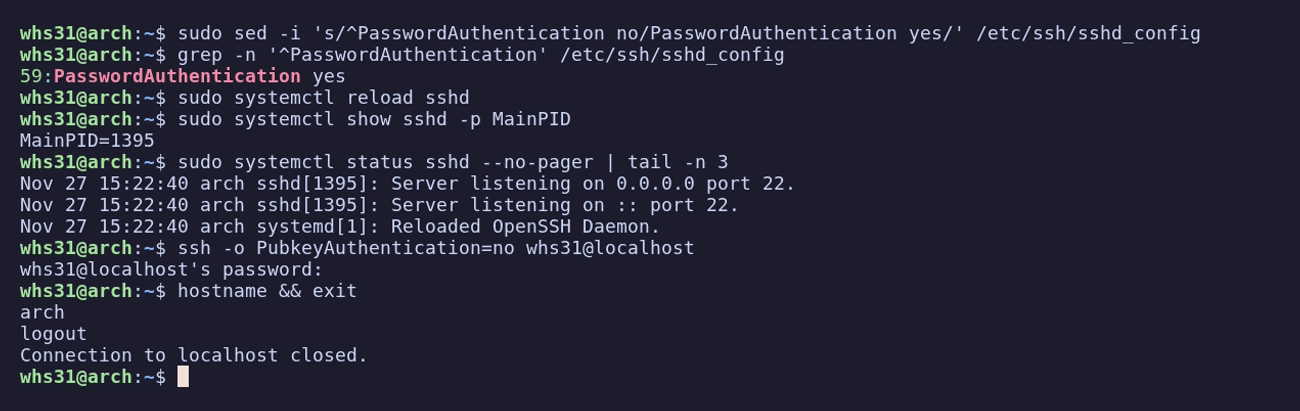 whs31@arch:~$ sudo sed -i 's/^PasswordAuthentication no/PasswordAuthentication yes/' /etc/ssh/sshd_config
whs31@arch:~$ grep -n '^PasswordAuthentication' /etc/ssh/sshd_config
59:PasswordAuthentication yes
whs31@arch:~$ sudo systemctl reload sshd
whs31@arch:~$ sudo systemctl show sshd -p MainPID
MainPID=1395
whs31@arch:~$ sudo systemctl status sshd --no-pager | tail -n 3
Nov 27 15:22:40 arch sshd[1395]: Server listening on 0.0.0.0 port 22.
Nov 27 15:22:40 arch sshd[1395]: Server listening on :: port 22.
Nov 27 15:22:40 arch systemd[1]: Reloaded OpenSSH Daemon.
whs31@arch:~$ ssh -o PubkeyAuthentication=no whs31@localhost
whs31@localhost's password:
whs31@arch:~$ hostname && exit
arch
logout
Connection to localhost closed.
whs31@arch:~$